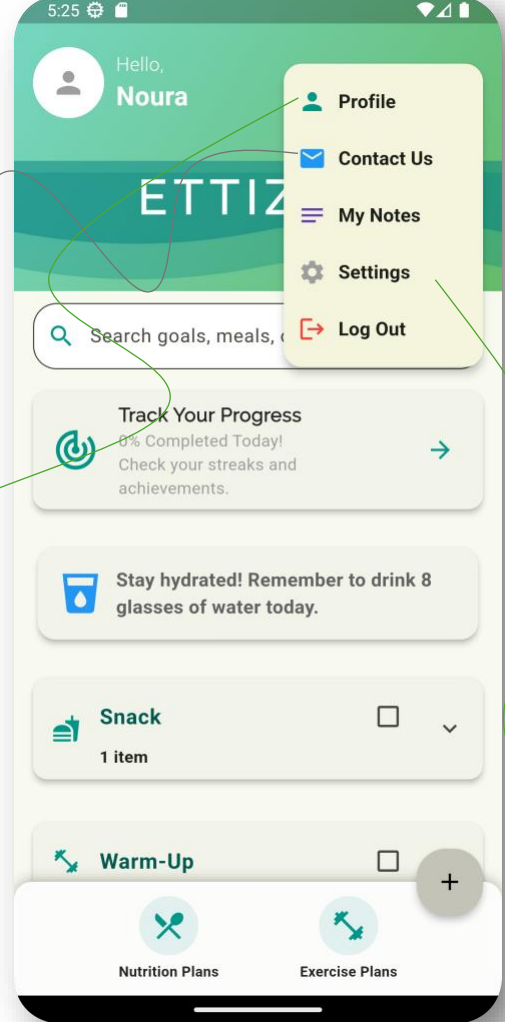 5:25
Hello,
Noura
Profile
Contact Us
My Notes
Settings
Log Out
ETTIZ
Search goals, meals,
Track Your Progress
0% Completed Today!
Check your streaks and
achievements.
Stay hydrated! Remember to drink 8
glasses of water today.
Snack
1 item
Warm-Up
+
Nutrition Plans
Exercise Plans